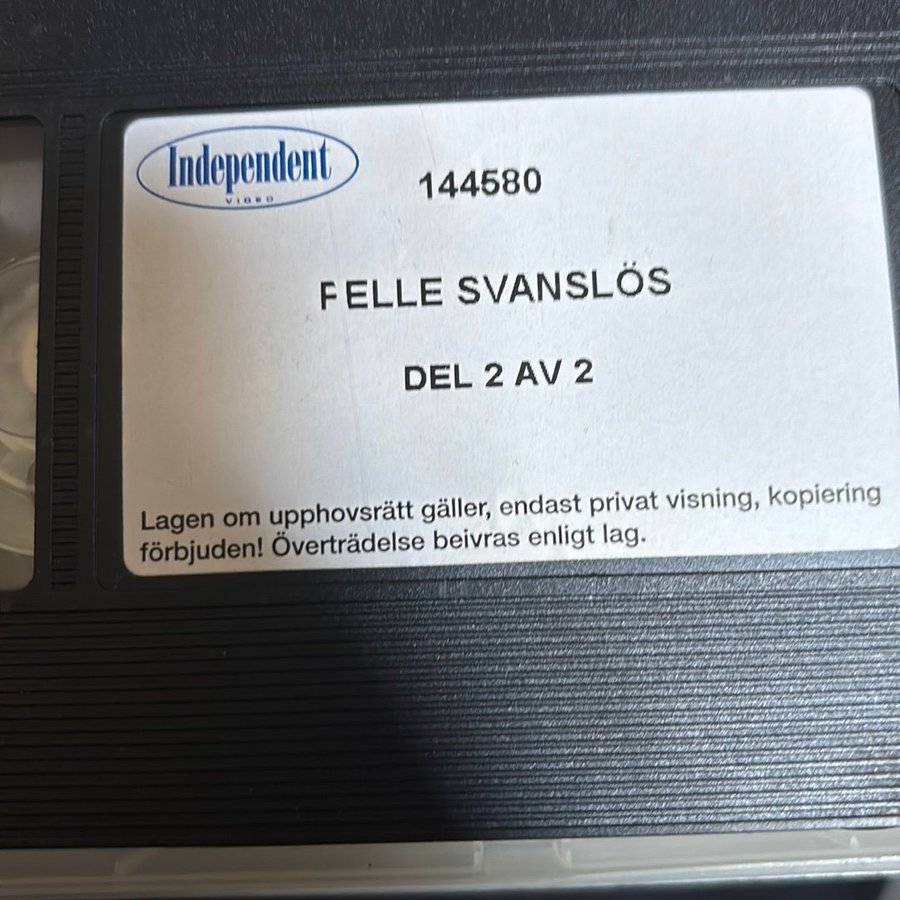 Independent
VIDEO
144580
PELLE SVANSLÖS
DEL 2 AV 2
Lagen om upphovsrätt gäller, endast privat visning, kopiering
förbjuden! Överträdelse beivras enligt lag.